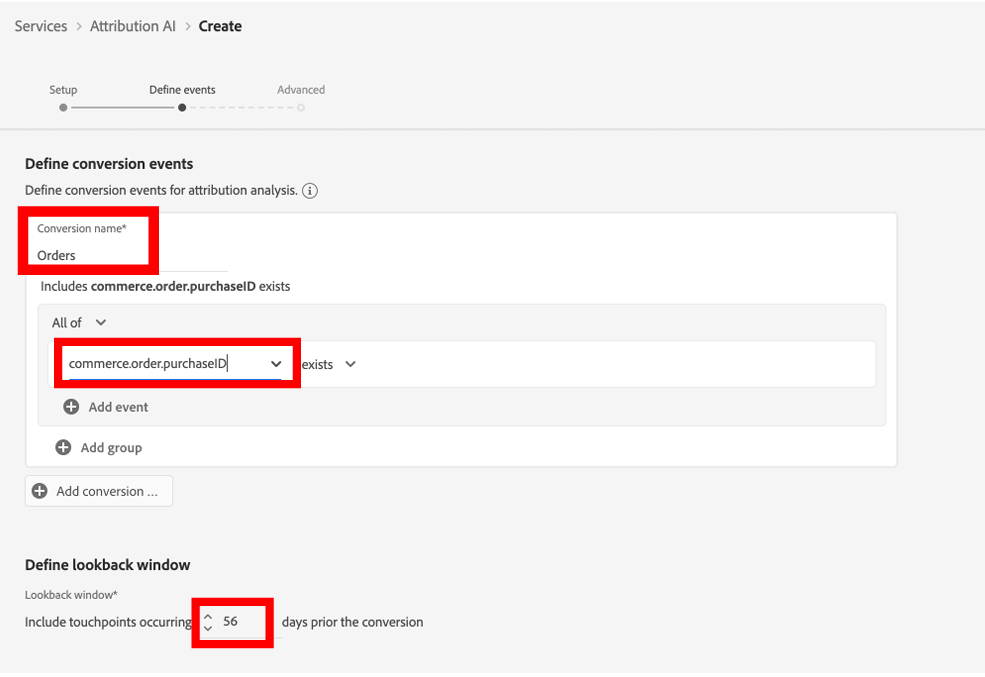 Services > Attribution AI > Create
Setup Define events Advanced
Define conversion events
Define conversion events for attribution analysis. i
Conversion name*
Orders
Includes commerce.order.purchaseID exists
All of
commerce.order.purchaseID exists
Add event
Add group
Add conversion ...
Define lookback window
Lookback window*
Include touchpoints occurring 56 days prior the conversion